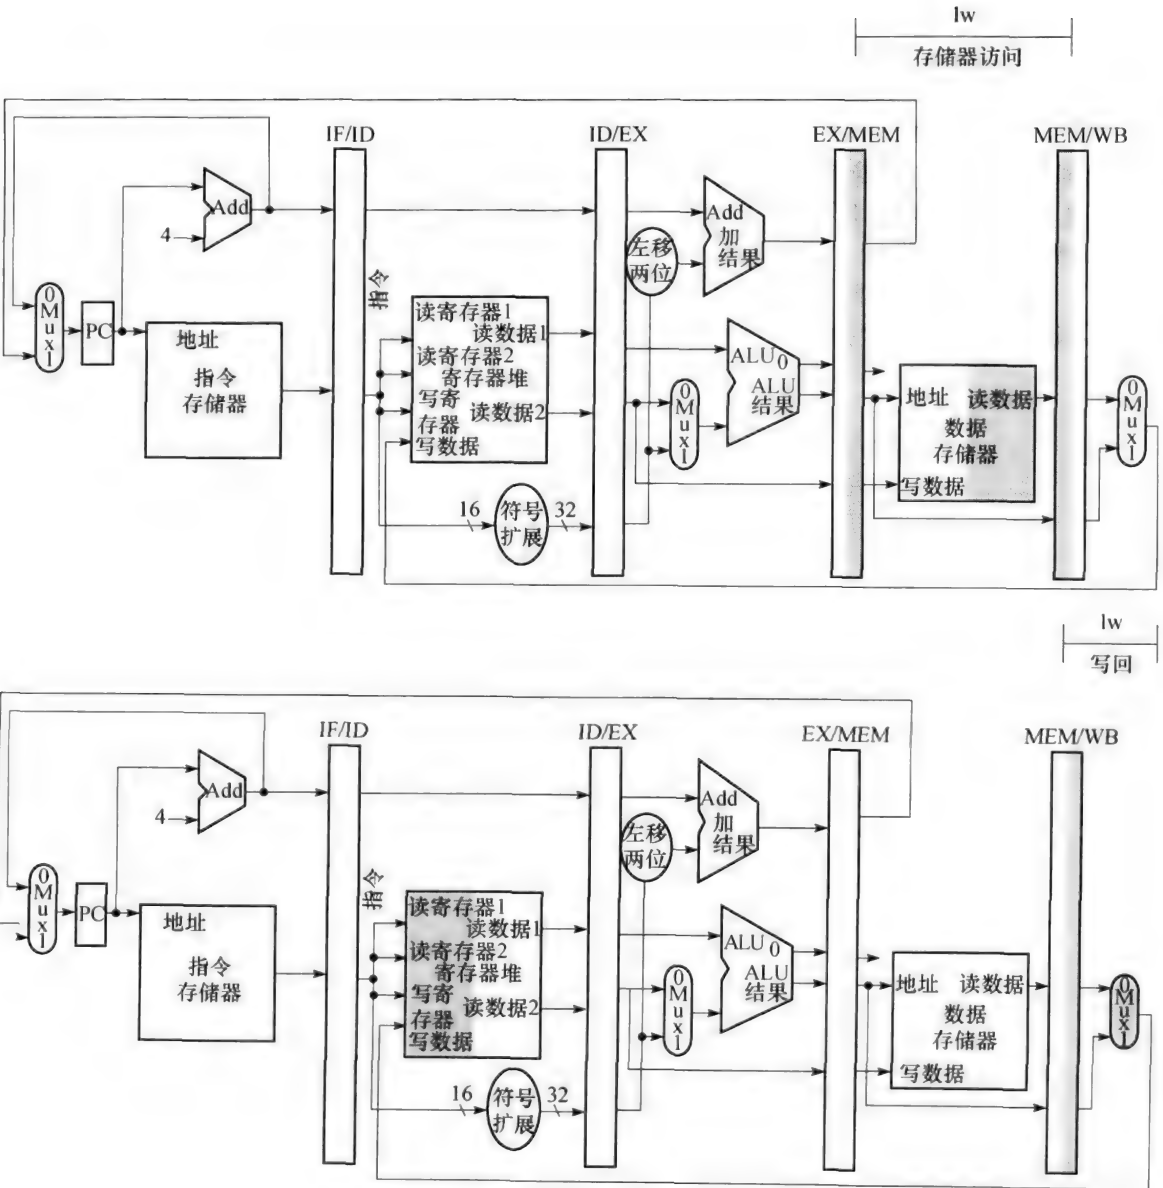 lw
存储器访问
IF/ID
ID/EX
EX/MEM
MEM/WB
Add
4
Add
加
结果
左移
两位
指令
0
M
u
x
1
PC
地址
指令
存储器
读寄存器1
读数据1
读寄存器2
寄存器堆
写寄
存器
读数据2
写数据
16
符号
扩展
32
0
M
u
x
1
ALU
0
ALU
结果
地址
读数据
数据
存储器
写数据
0
M
u
x
1
lw
写回
IF/ID
ID/EX
EX/MEM
MEM/WB
Add
4
Add
加
结果
左移
两位
指令
0
M
u
x
1
PC
地址
指令
存储器
读寄存器1
读数据1
读寄存器2
寄存器堆
写寄
存器
读数据2
写数据
16
符号
扩展
32
0
M
u
x
1
ALU
0
ALU
结果
地址
读数据
数据
存储器
写数据
0
M
u
x
1